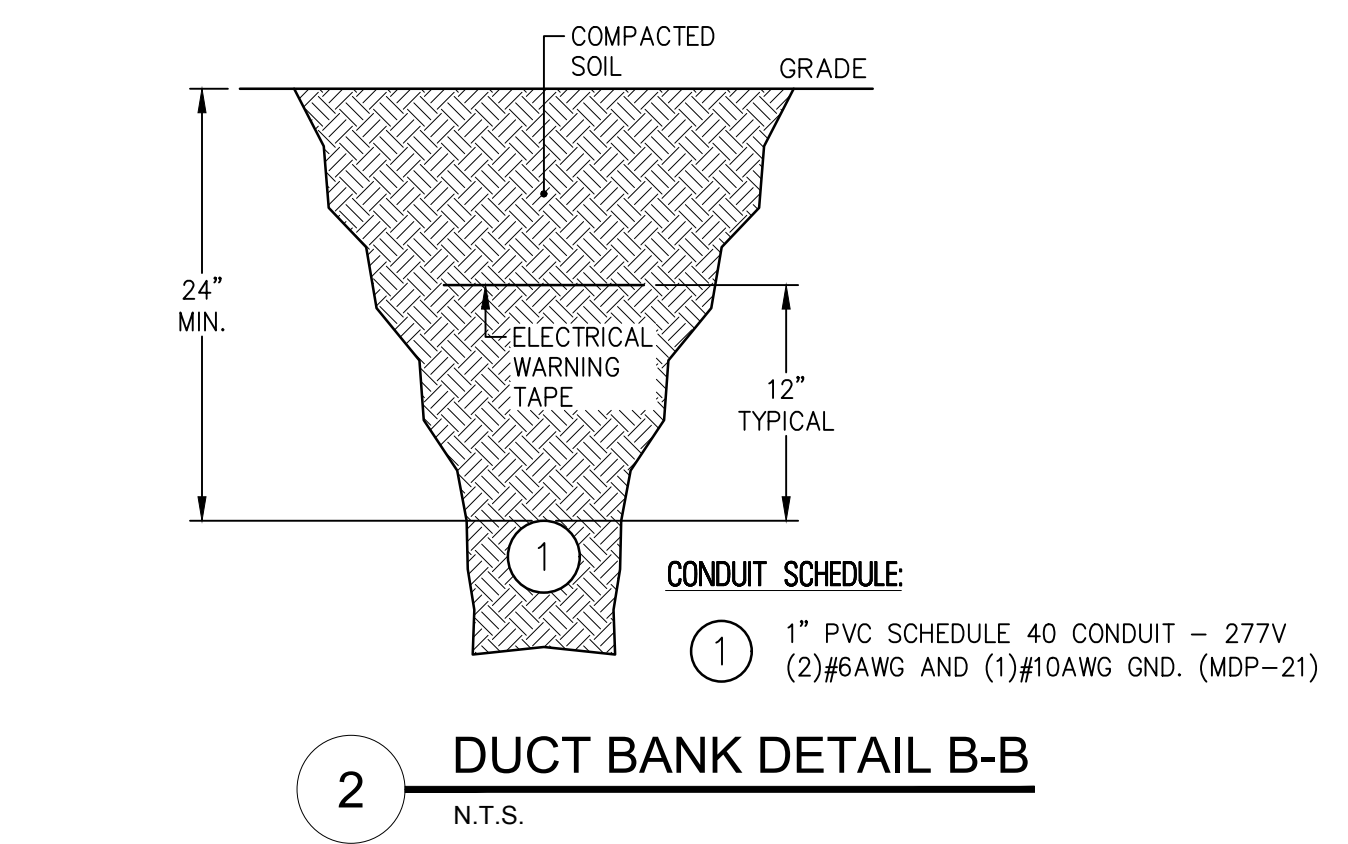 COMPACTED
SOIL
GRADE
24”
MIN.
ELECTRICAL
WARNING
TAPE
12”
TYPICAL
1
CONDUIT SCHEDULE:
1
1” PVC SCHEDULE 40 CONDUIT – 277V
(2)#6AWG AND (1)#10AWG GND. (MDP–21)
2
DUCT BANK DETAIL B-B
N.T.S.